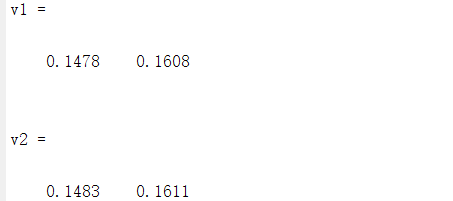 v1 =
0.1478 0.1608
v2 =
0.1483 0.1611